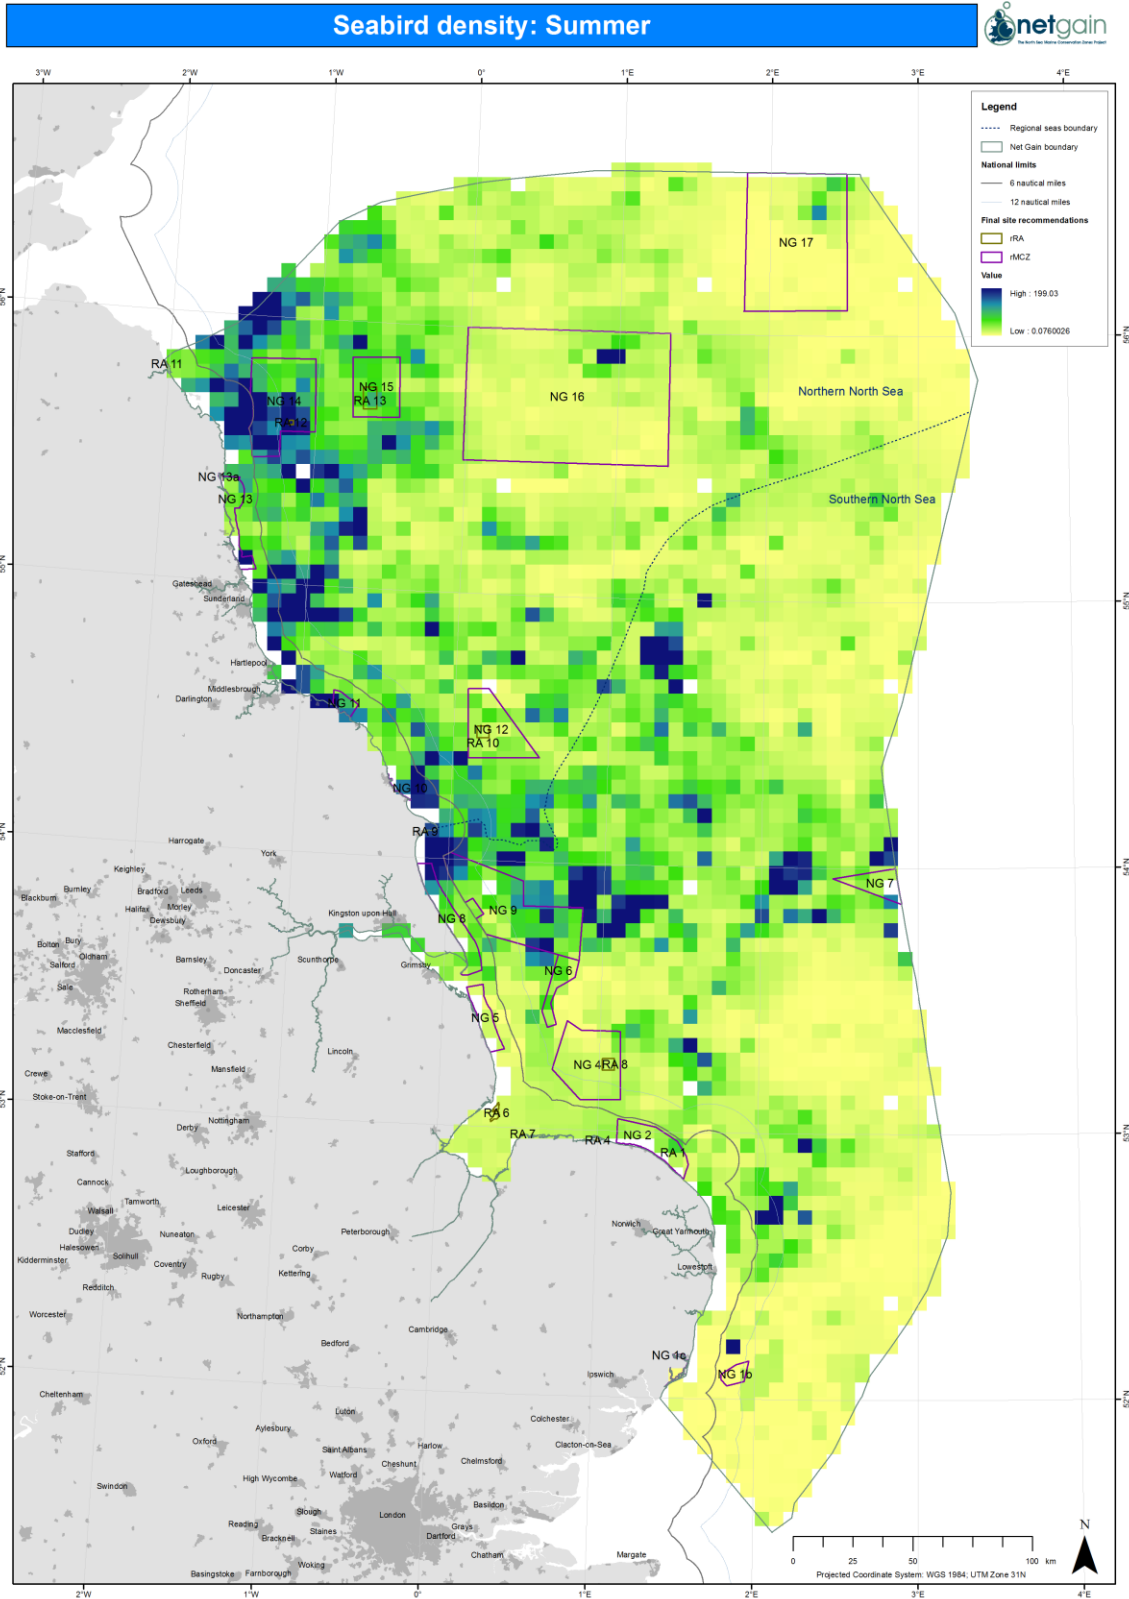 Seabird density: Summer
netgain
The North Sea Marine Conservation Zones Project
3°W
2°W
1°W
0°
1°E
2°E
3°E
4°E
Legend
Regional seas boundary
Net Gain boundary
National limits
6 nautical miles
12 nautical miles
Final site recommendations
rRA
rMCZ
Value
High : 199.03
Low : 0.0760026
NG 17
56°N
56°N
RA 11
NG 15
NG 14
RA 13
NG 16
Northern North Sea
RA 12
NG 13a
NG 13
Southern North Sea
55°N
55°N
Gateshead
Sunderland
Hartlepool
Middlesbrough
Darlington
NG 11
NG 12
RA 10
NG 10
RA 9
54°N
54°N
Harrogate
York
Keighley
Burnley
Bradford
Leeds
Blackburn
Halifax
Morley
Dewsbury
Kingston upon Hull
NG 8
NG 9
NG 7
Bolton
Bury
Oldham
Salford
Barnsley
Doncaster
Scunthorpe
Grimsby
NG 6
Sale
Rotherham
Sheffield
NG 5
Macclesfield
Chesterfield
Lincoln
Mansfield
NG 4
RA 8
Crewe
Stoke-on-Trent
53°N
53°N
Nottingham
Derby
RA 6
RA 7
RA 4
NG 2
RA 1
Stafford
Loughborough
Cannock
Tamworth
Walsall
Leicester
Dudley
Nuneaton
Peterborough
Norwich
Great Yarmouth
Halesowen
Solihull
Corby
Kidderminster
Coventry
Kettering
Lowestoft
Rugby
Redditch
Worcester
Northampton
Cambridge
Bedford
NG 1c
NG 1b
52°N
52°N
Ipswich
Cheltenham
Luton
Colchester
Aylesbury
Oxford
Saint Albans
Harlow
Clacton-on-Sea
Cheshunt
Chelmsford
High Wycombe
Watford
Swindon
Slough
London
Basildon
Reading
Staines
Grays
Bracknell
Dartford
Woking
Chatham
Margate
Basingstoke
Farnborough
N
0
25
50
100
km
Projected Coordinate System: WGS 1984; UTM Zone 31N
2°W
1°W
0°
1°E
2°E
3°E
4°E